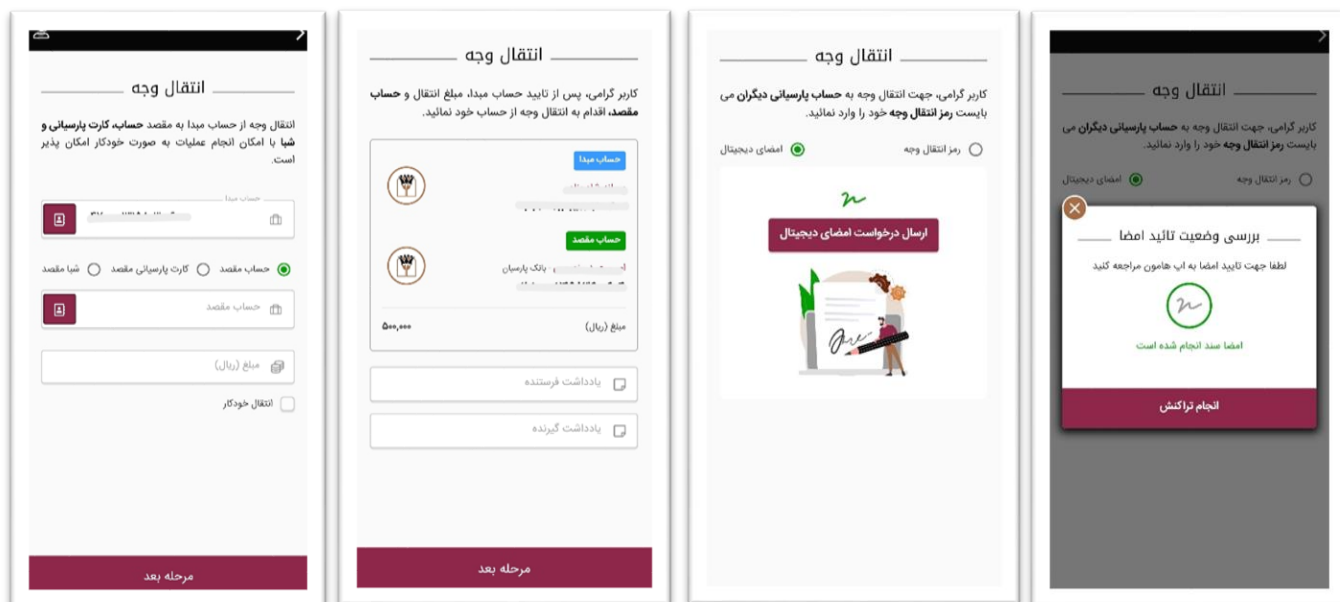 انتقال وجه
انتقال وجه از حساب مبدا به مقصد حساب، کارت پارسیانی و
شبا با امکان انجام عملیات به صورت خودکار امکان پذیر
است.
حساب مبدا
حساب مقصد
کارت پارسیانی مقصد
شبا مقصد
حساب مقصد
مبلغ (ریال)
انتقال خودکار
مرحله بعد
انتقال وجه
کاربر گرامی، پس از تایید حساب مبدا، مبلغ انتقال و حساب
مقصد، اقدام به انتقال وجه از حساب خود نمائید.
حساب مبدا
حساب مقصد
بانک پارسیان
مبلغ (ریال) ۵۰۰,۰۰۰
یادداشت فرستنده
یادداشت گیرنده
مرحله بعد
انتقال وجه
کاربر گرامی، جهت انتقال وجه به حساب پارسیانی دیگران می
بایست رمز انتقال وجه خود را وارد نمائید.
رمز انتقال وجه
امضای دیجیتال
ارسال درخواست امضای دیجیتال
انتقال وجه
کاربر گرامی، جهت انتقال وجه به حساب پارسیانی دیگران می
بایست رمز انتقال وجه خود را وارد نمائید.
رمز انتقال وجه
امضای دیجیتال
بررسی وضعیت تائید امضا
لطفا جهت تایید امضا به اپ هامون مراجعه کنید
امضا سند انجام شده است
انجام تراکنش